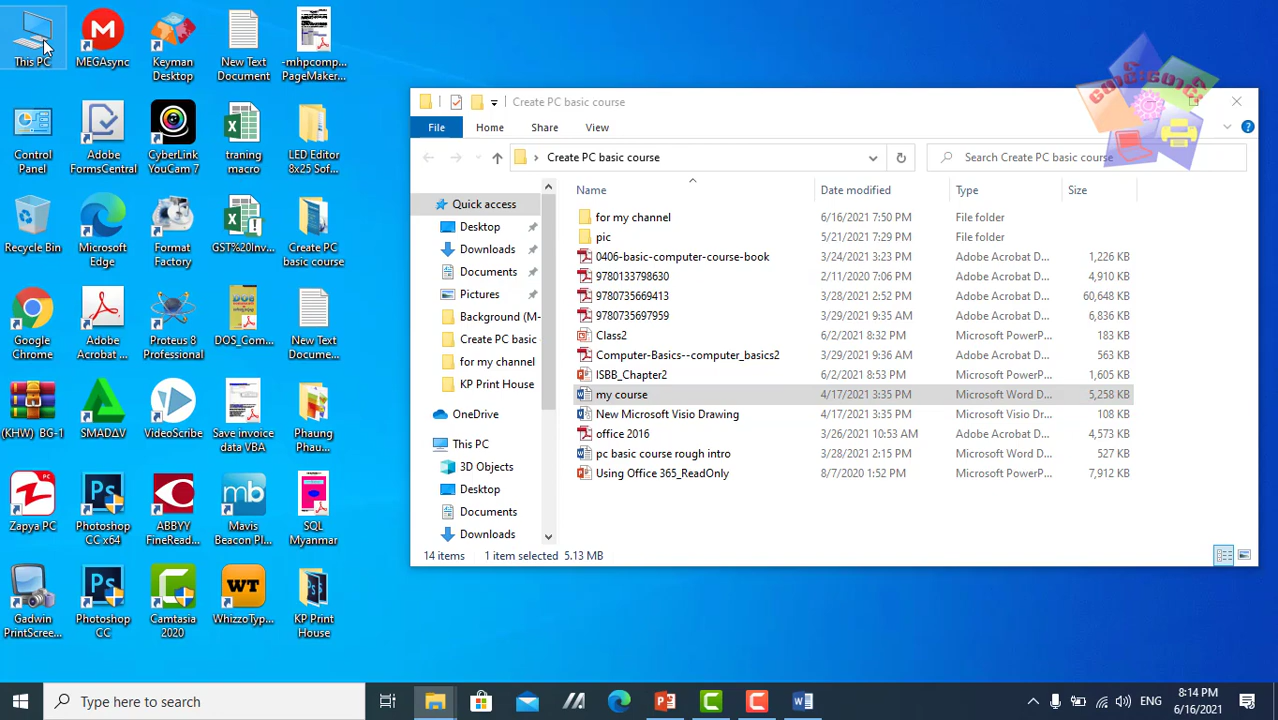 This PC
MEGAsync
Keyman
Desktop
New Text
Document
-mhpcomp...
PageMaker...
Control
Panel
Adobe
FormsCentral
CyberLink
YouCam 7
traning
macro
LED Editor
8x25 Sof...
Recycle Bin
Microsoft
Edge
Format
Factory
GST%20Inv...
Create PC
basic course
Google
Chrome
Adobe
Acrobat ...
Proteus 8
Professional
DOS_Com...
New Text
Docume...
(KHW) BG-1
SMADAV
VideoScribe
Save invoice
data VBA
Phaung
Phau...
Zapya PC
Photoshop
CC x64
ABBYY
FineRead...
Mavis
Beacon Pl...
SQL
Myanmar
Gadwin
PrintScree...
Photoshop
CC
Camtasia
2020
WhizzoTyp...
KP Print
House
Create PC basic course
File Home Share View
Create PC basic course
Search Create PC basic course
Name Date modified Type Size
Quick access
Desktop
Downloads
Documents
Pictures
Background (M-
Create PC basic
for my channel
KP Print House
OneDrive
This PC
3D Objects
Desktop
Documents
Downloads
for my channel 6/16/2021 7:50 PM File folder
pic 5/21/2021 7:29 PM File folder
0406-basic-computer-course-book 3/24/2021 3:23 PM Adobe Acrobat D... 1,226 KB
9780133798630 2/11/2020 7:06 PM Adobe Acrobat D... 4,910 KB
9780735669413 3/28/2021 2:52 PM Adobe Acrobat D... 60,648 KB
9780735697959 3/29/2021 9:35 AM Adobe Acrobat D... 6,836 KB
Class2 6/2/2021 8:32 PM Microsoft PowerP... 183 KB
Computer-Basics--computer_basics2 3/29/2021 9:36 AM Adobe Acrobat D... 563 KB
ISBB_Chapter2 6/2/2021 8:53 PM Microsoft PowerP... 1,605 KB
my course 4/17/2021 3:35 PM Microsoft Word D... 5,258 KB
New Microsoft Visio Drawing 4/17/2021 3:35 PM Microsoft Visio Dr... 108 KB
office 2016 3/26/2021 10:53 AM Adobe Acrobat D... 4,573 KB
pc basic course rough intro 3/28/2021 2:15 PM Microsoft Word D... 527 KB
Using Office 365_ReadOnly 8/7/2020 1:52 PM Microsoft PowerP... 7,912 KB
14 items 1 item selected 5.13 MB
Type here to search
ENG
8:14 PM
6/16/2021